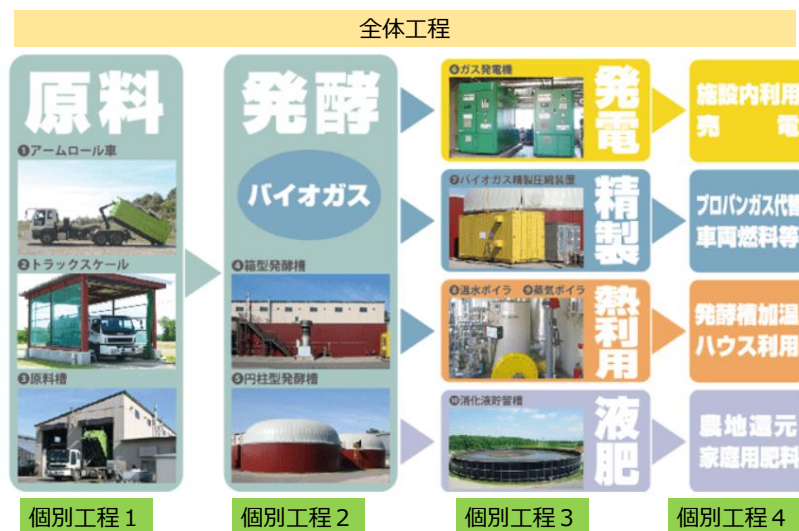 全体工程
原料
❶アームロール車
❷トラックスケール
❸原料槽
発酵
バイオガス
❹箱型発酵槽
❺円柱型発酵槽
❻ガス発電機
発電
❼バイオガス精製圧縮装置
精製
❽温水ボイラ ❾蒸気ボイラ
熱利用
❿消化液貯留槽
液肥
施設内利用
売電
プロパンガス代替
車両燃料等
発酵槽加温
ハウス利用
農地還元
家庭用肥料
個別工程1
個別工程2
個別工程3
個別工程4